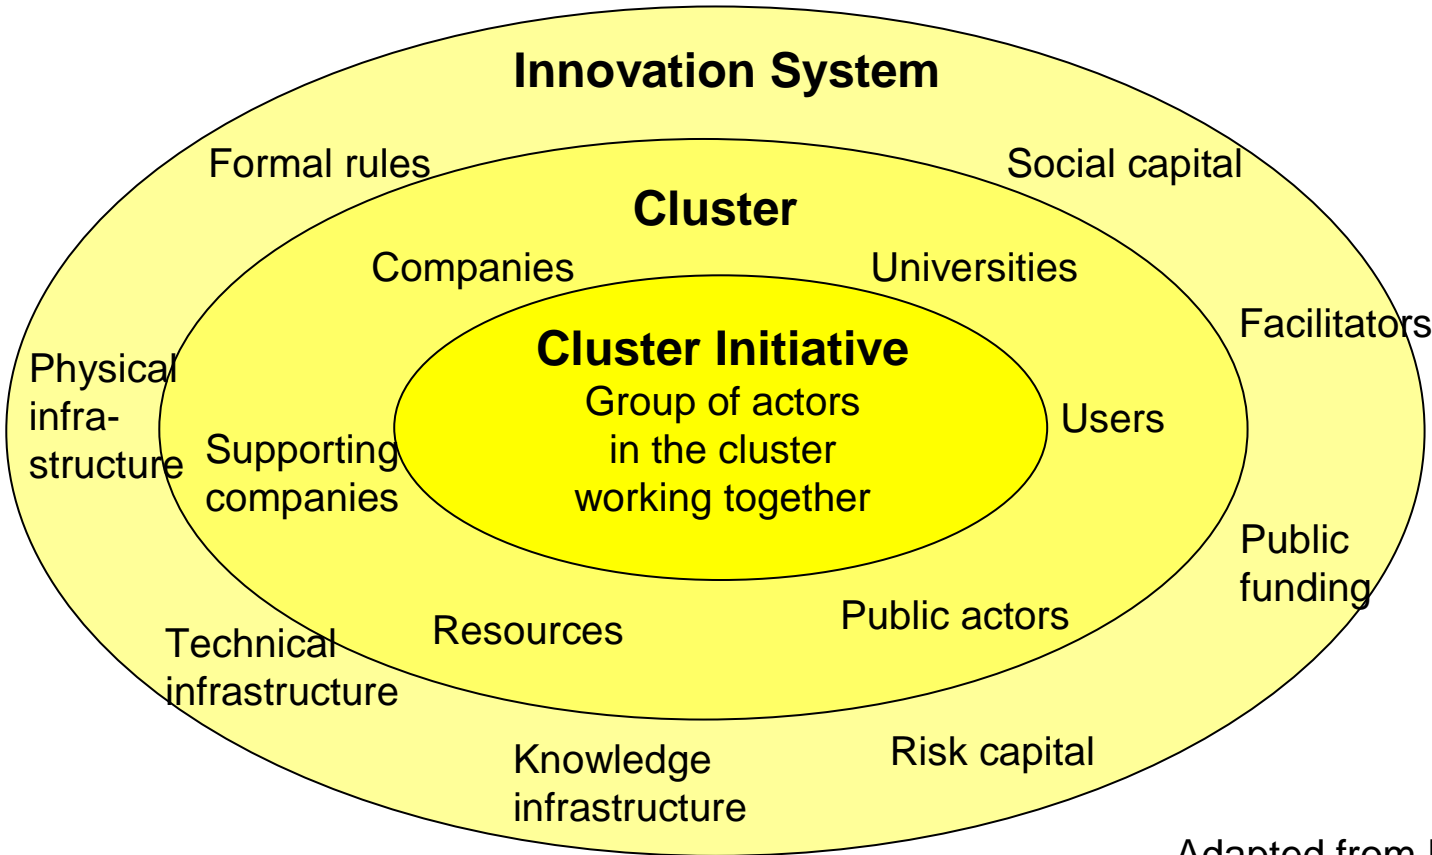 Innovation System
Formal rules
Social capital
Cluster
Companies
Universities
Facilitators
Cluster Initiative
Group of actors
in the cluster
working together
Physical
infra-
structure
Supporting
companies
Users
Public
funding
Resources
Public actors
Technical
infrastructure
Knowledge
infrastructure
Risk capital
Adapted from